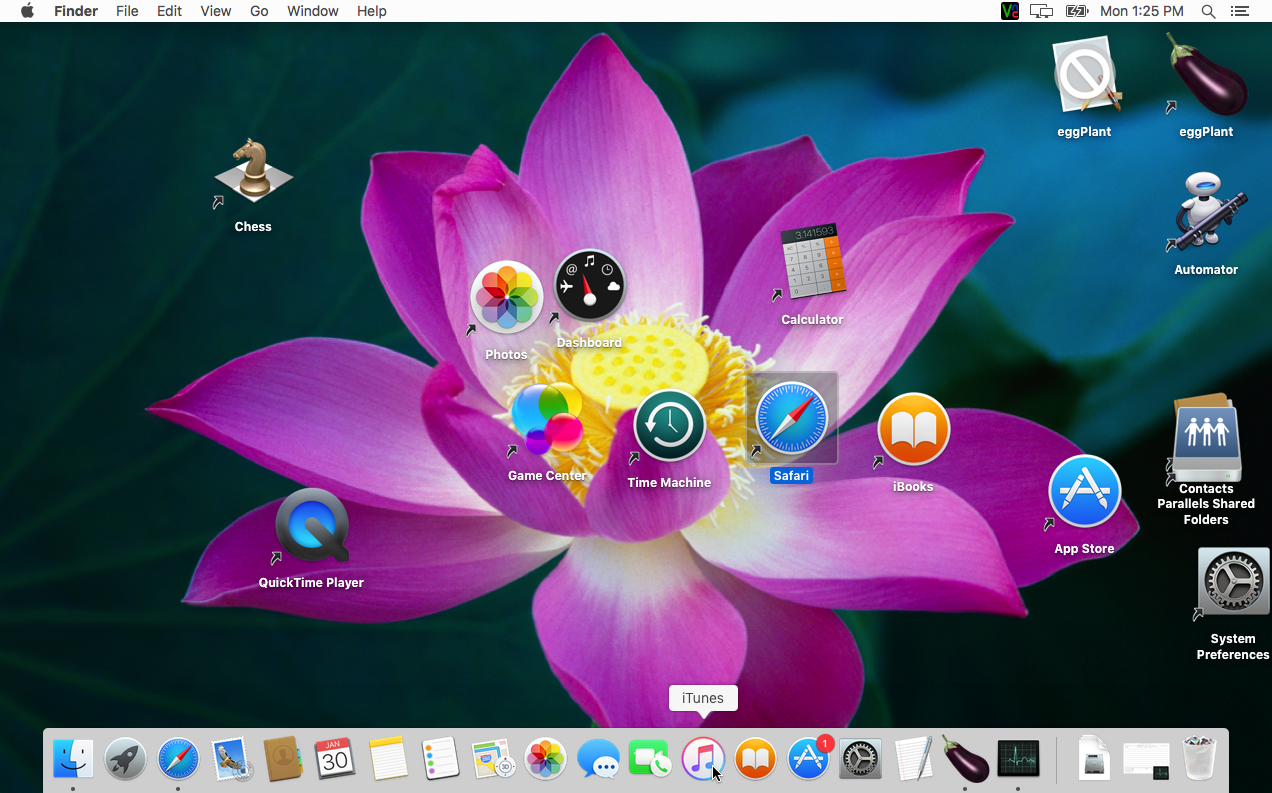 Finder File Edit View Go Window Help
Mon 1:25 PM
eggPlant
eggPlant
Chess
Automator
3.141593
Calculator
@
Dashboard
Photos
Game Center
Time Machine
Safari
iBooks
Contacts
Parallels Shared
Folders
App Store
QuickTime Player
System
Preferences
iTunes
JAN
30
3D
1